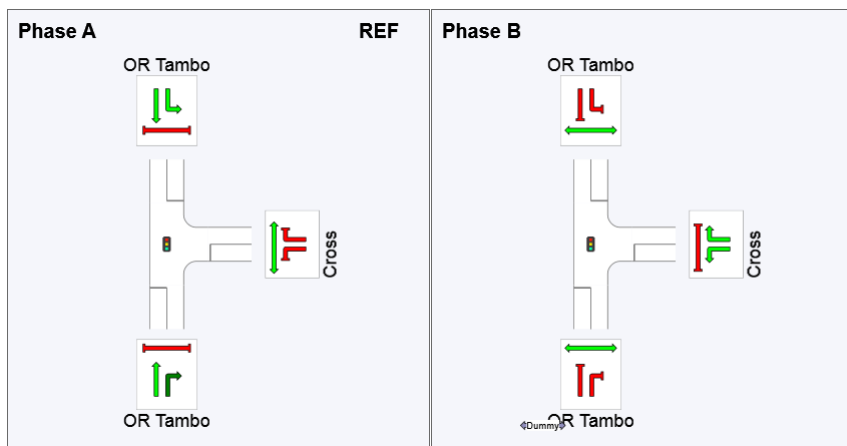 Phase A
REF
OR Tambo
Cross
OR Tambo
Phase B
OR Tambo
Cross
Dummy
OR Tambo